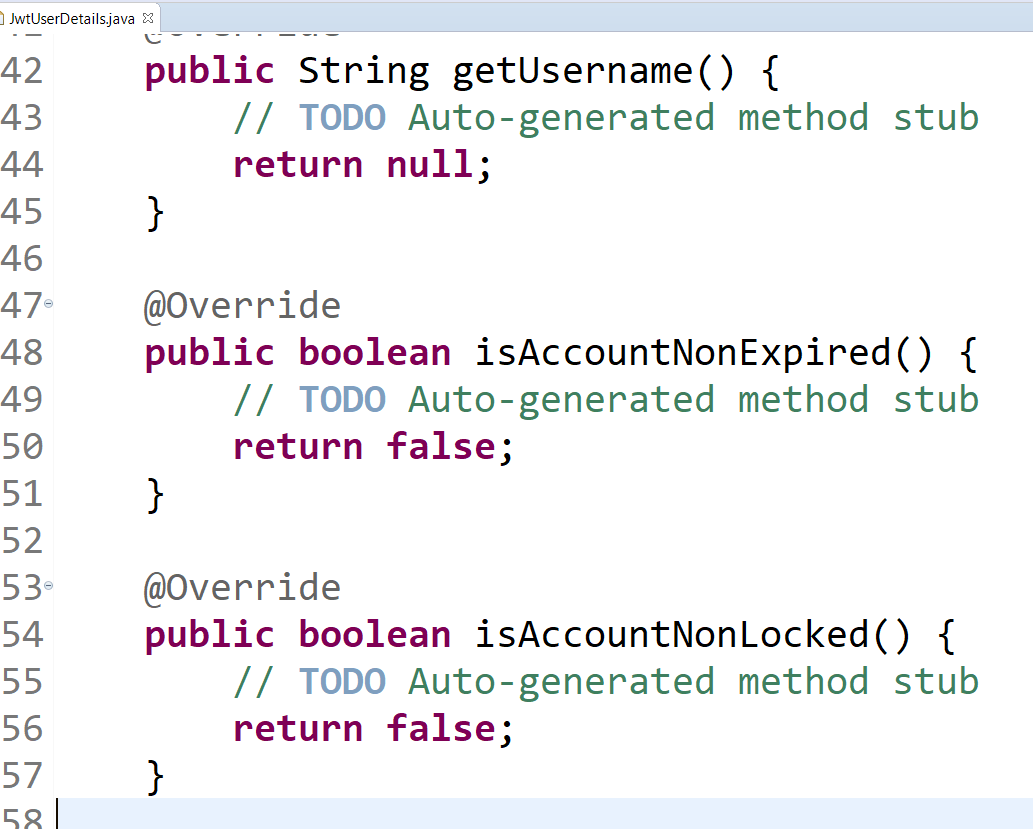 JwtUserDetails.java
42 public String getUsername() {
43 // TODO Auto-generated method stub
44 return null;
45 }
46
47 @Override
48 public boolean isAccountNonExpired() {
49 // TODO Auto-generated method stub
50 return false;
51 }
52
53 @Override
54 public boolean isAccountNonLocked() {
55 // TODO Auto-generated method stub
56 return false;
57 }
58